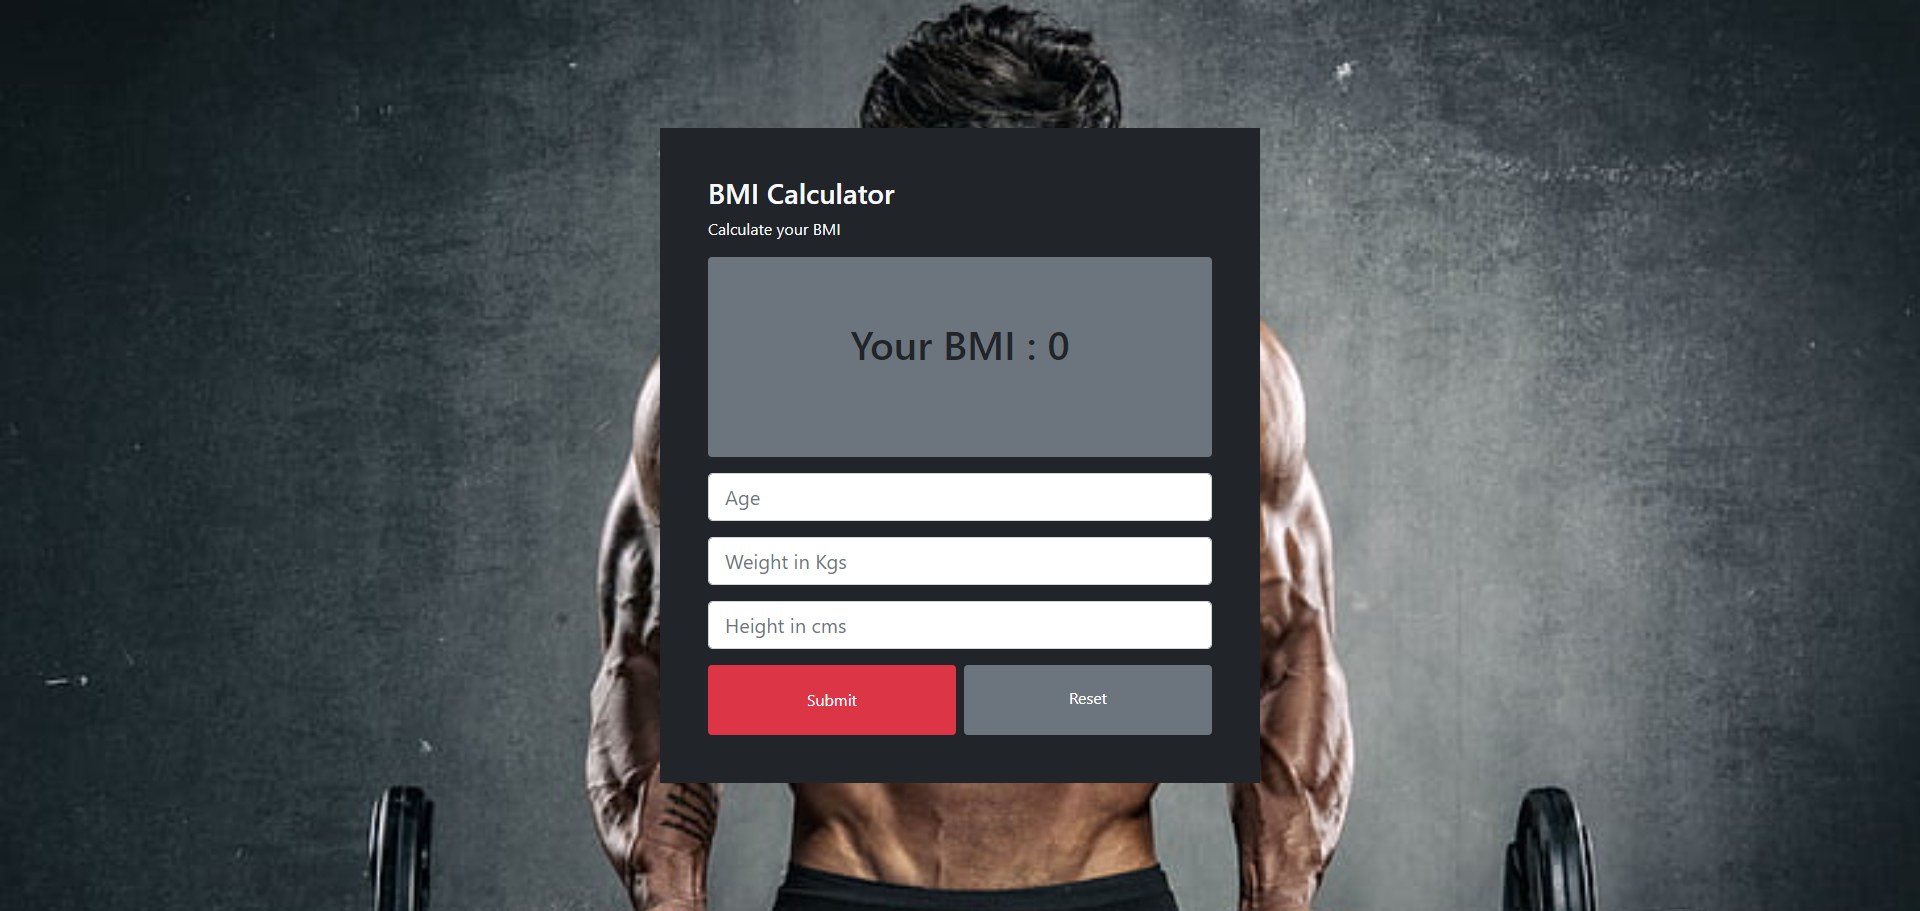 BMI Calculator
Calculate your BMI
Your BMI : 0
Age
Weight in Kgs
Height in cms
Submit
Reset